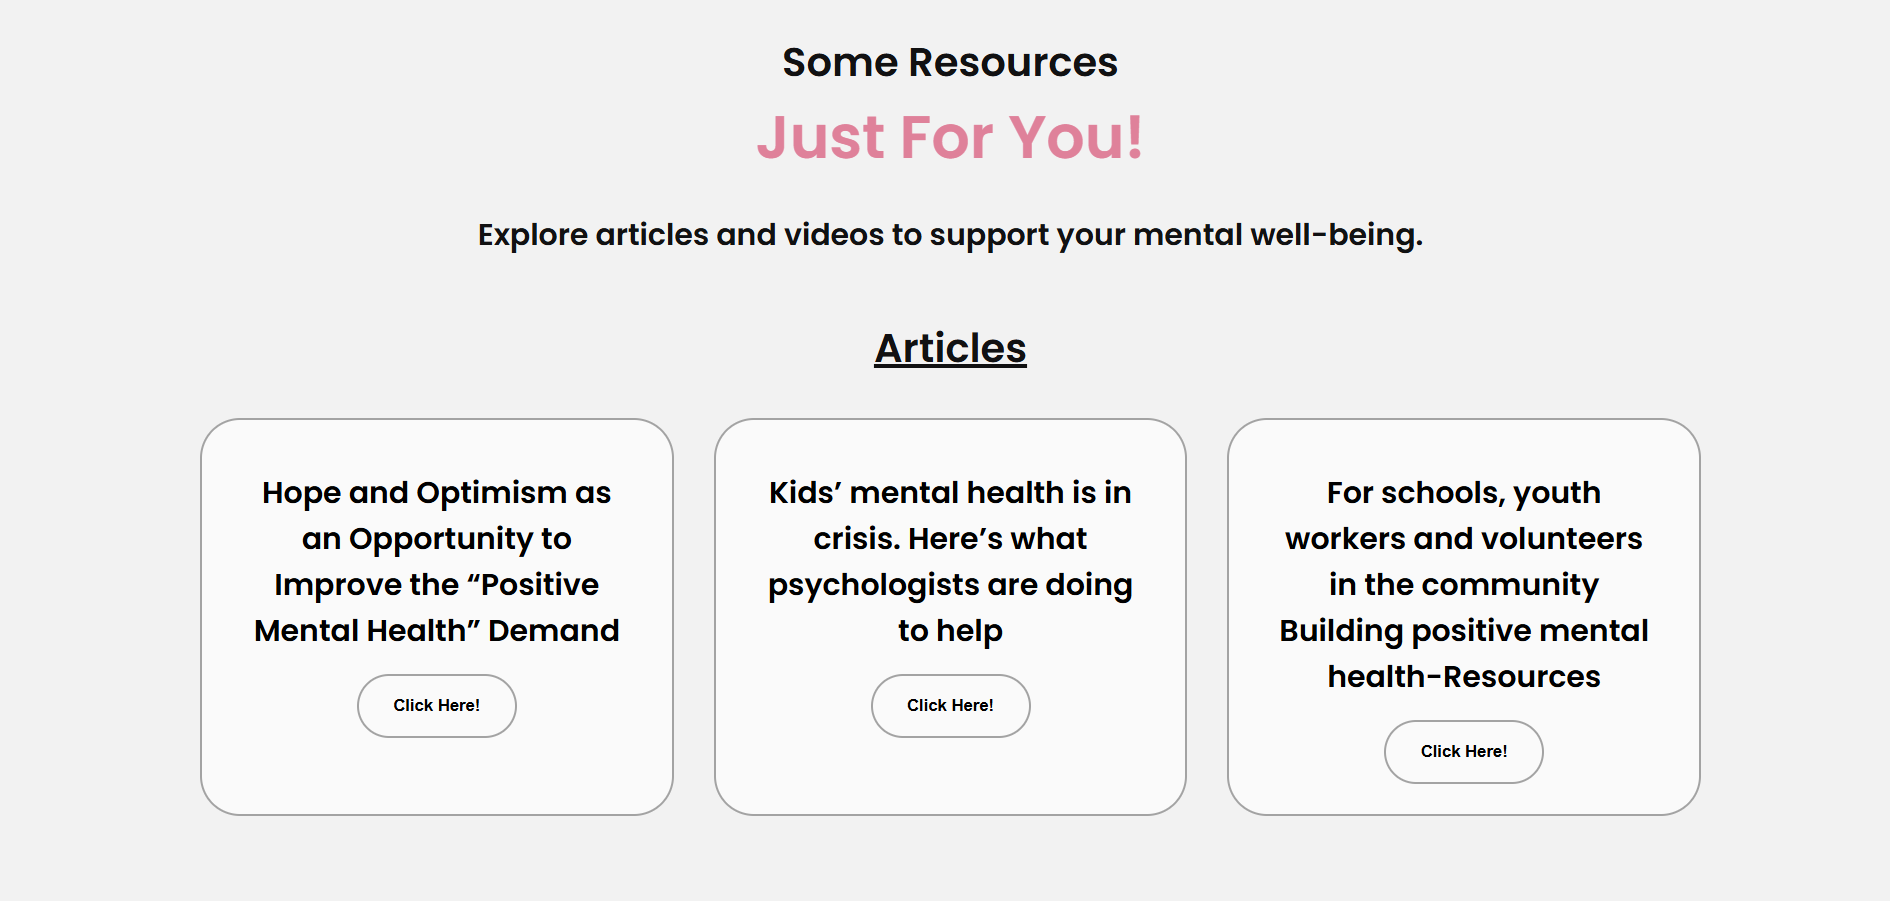 Some Resources
Just For You!
Explore articles and videos to support your mental well-being.
Articles
Hope and Optimism as
an Opportunity to
Improve the “Positive
Mental Health” Demand
Click Here!
Kids’ mental health is in
crisis. Here’s what
psychologists are doing
to help
Click Here!
For schools, youth
workers and volunteers
in the community
Building positive mental
health-Resources
Click Here!